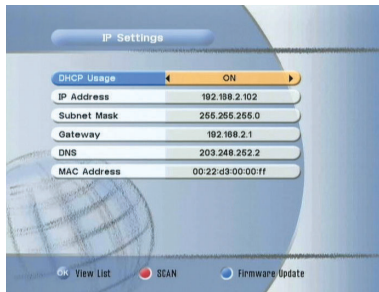 IP Settings
DHCP Usage ON
IP Address 192.168.2.102
Subnet Mask 255.255.255.0
Gateway 192.168.2.1
DNS 203.248.252.2
MAC Address 00:22:d3:00:00:ff
OK View List SCAN Firmware Update